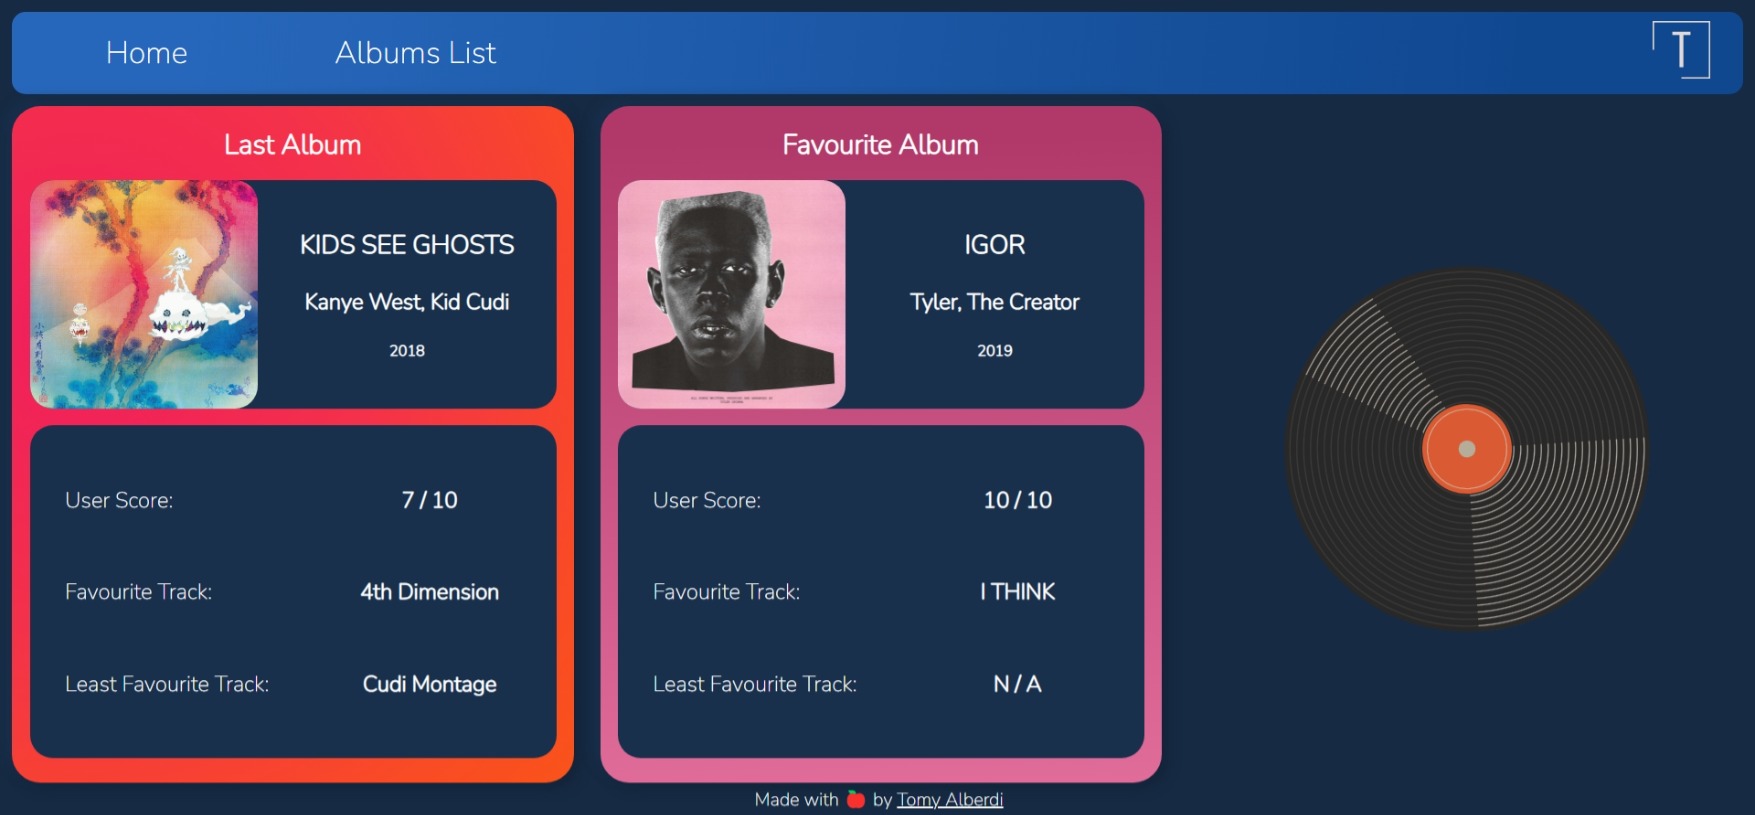 Home
Albums List
T
Last Album
KIDS SEE GHOSTS
Kanye West, Kid Cudi
2018
User Score:
7 / 10
Favourite Track:
4th Dimension
Least Favourite Track:
Cudi Montage
Favourite Album
IGOR
Tyler, The Creator
2019
User Score:
10 / 10
Favourite Track:
I THINK
Least Favourite Track:
N / A
Made with 🍎 by Tomy Alberdi